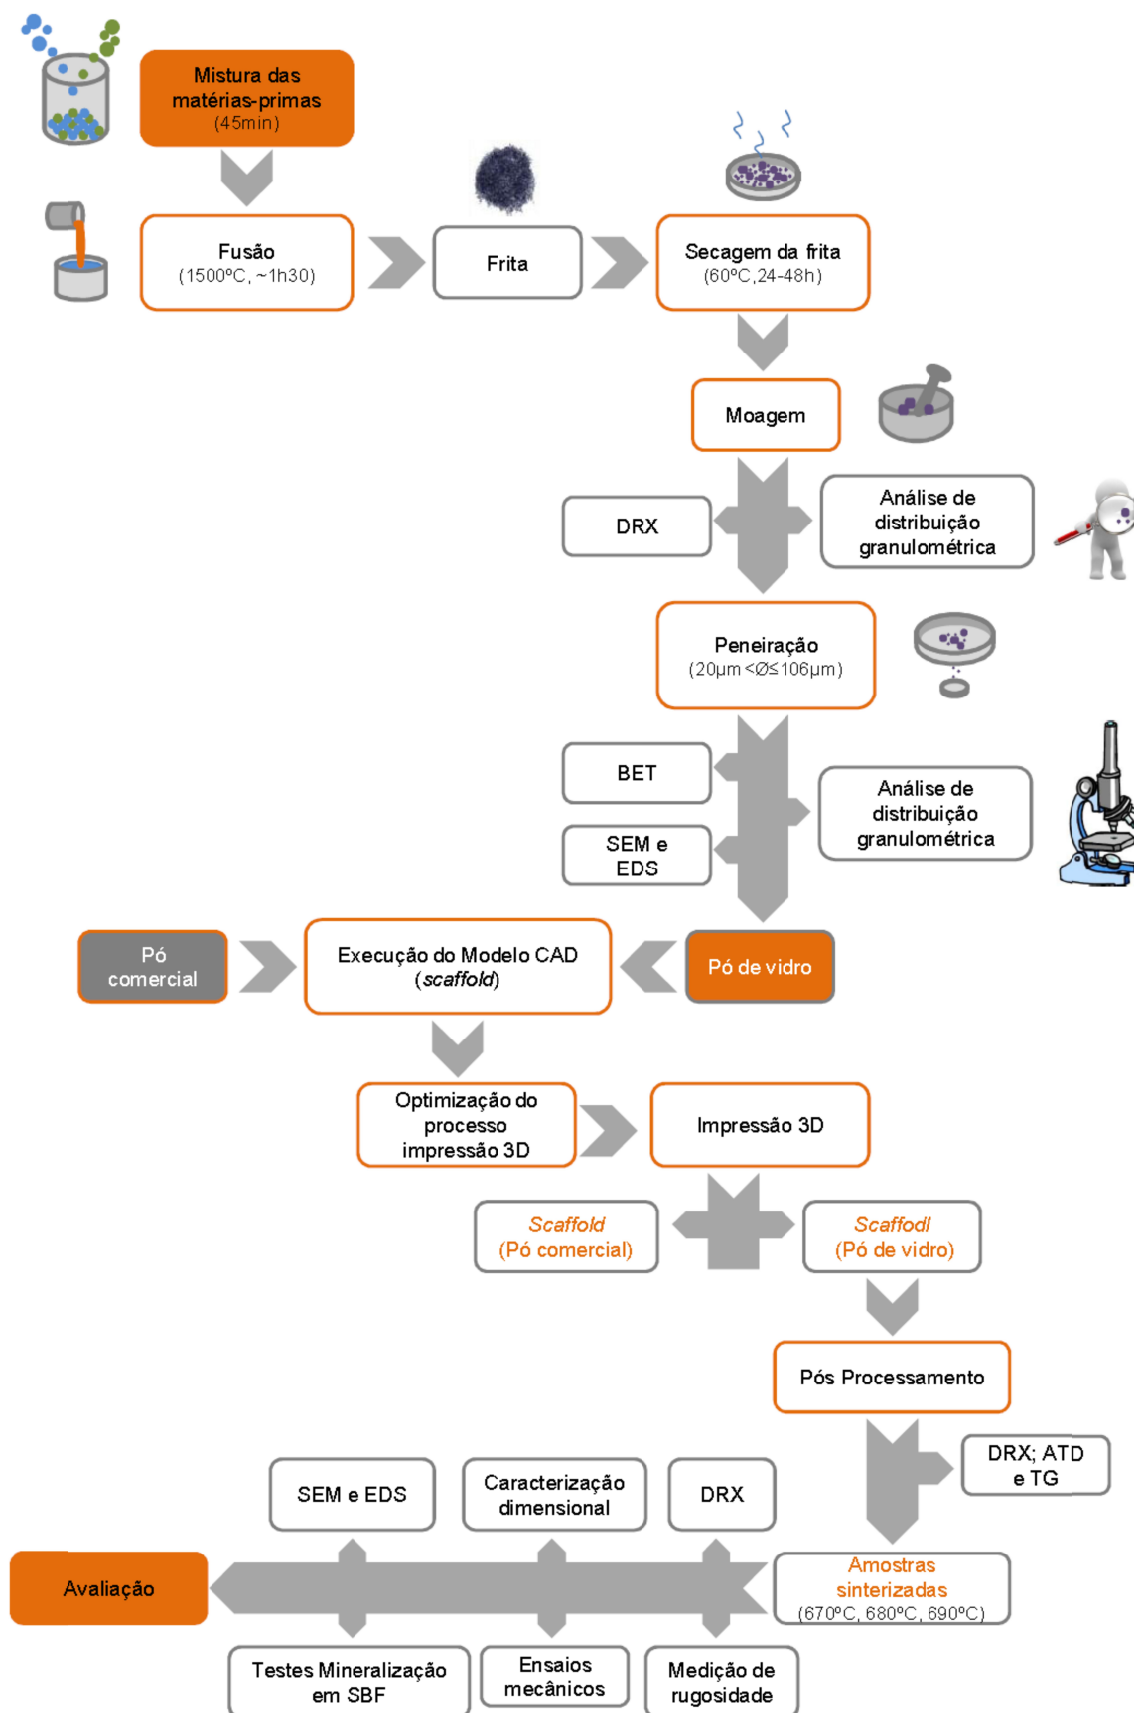 Mistura das
matérias-primas
(45min)
Fusão
(1500ºC, ~1h30)
Frita
Secagem da frita
(60ºC,24-48h)
Moagem
DRX
Análise de
distribuição
granulométrica
Peneiração
(20µm<Ø≤106µm)
BET
SEM e
EDS
Análise de
distribuição
granulométrica
Pó
comercial
Execução do Modelo CAD
(scaffold)
Pó de vidro
Optimização do
processo
impressão 3D
Impressão 3D
Scaffold
(Pó comercial)
Scaffodl
(Pó de vidro)
Pós Processamento
DRX; ATD
e TG
SEM e EDS
Caracterização
dimensional
DRX
Avaliação
Amostras
sinterizadas
(670ºC, 680ºC, 690ºC)
Testes Mineralização
em SBF
Ensaios
mecânicos
Medição de
rugosidade